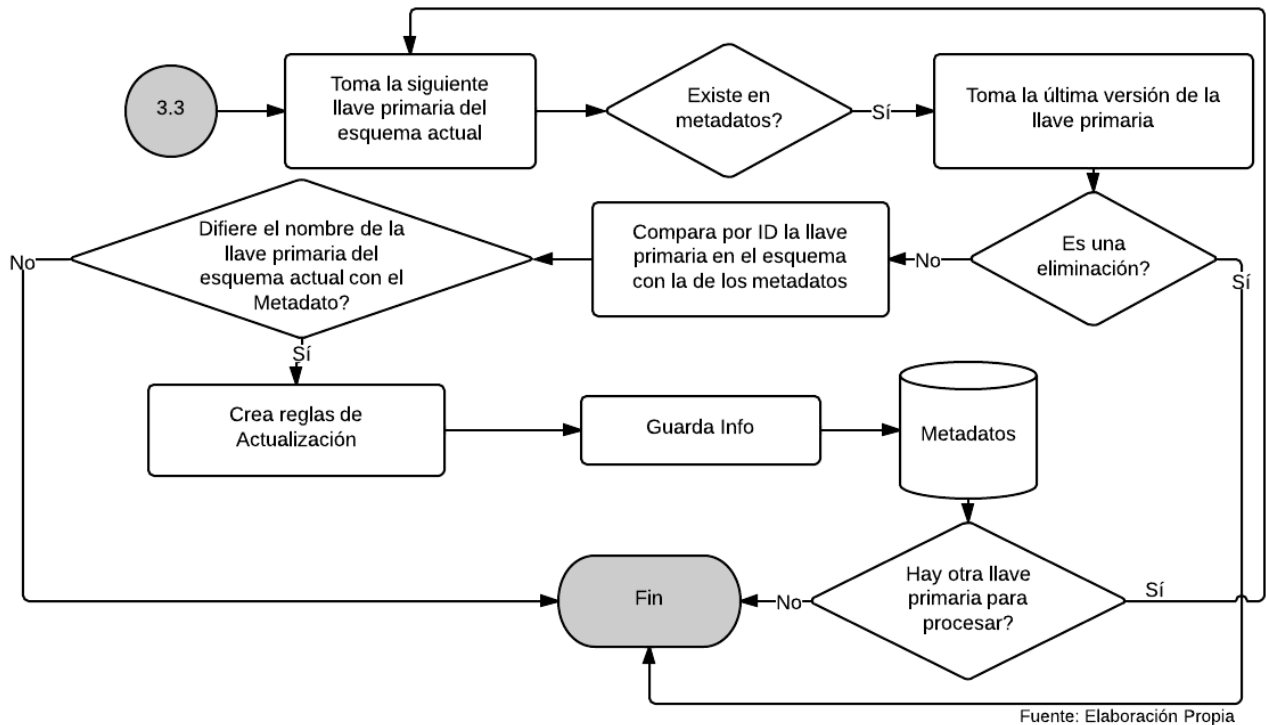 3.3
Toma la siguiente
llave primaria del
esquema actual
Existe en
metadatos?
Sí
Toma la última versión de la
llave primaria
Es una
eliminación?
No
Sí
Compara por ID la llave
primaria en el esquema
con la de los metadatos
Difiere el nombre de la
llave primaria del
esquema actual con el
Metadato?
No
Sí
Crea reglas de
Actualización
Guarda Info
Metadatos
Hay otra llave
primaria para
procesar?
Sí
No
Fin
Fuente: Elaboración Propia